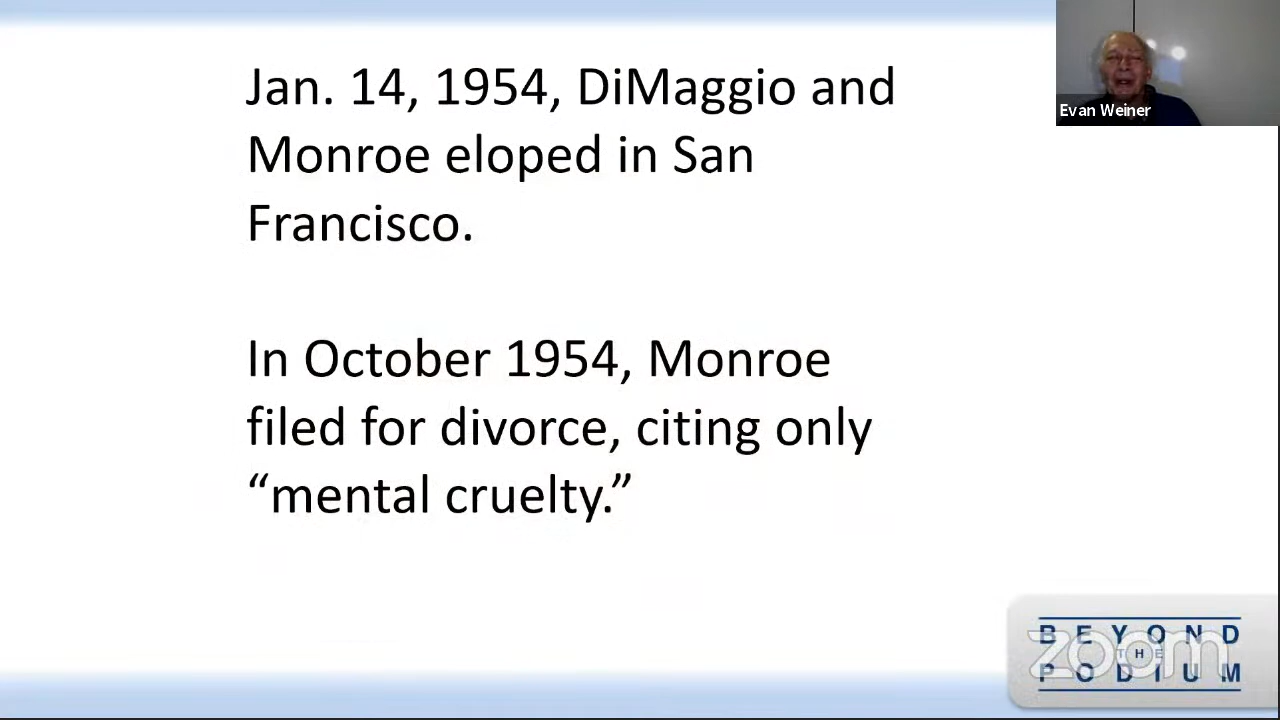 Jan. 14, 1954, DiMaggio and
Monroe eloped in San
Francisco.
In October 1954, Monroe
filed for divorce, citing only
“mental cruelty.”
Evan Weiner
BEYOND
THE
PODIUM
zoom